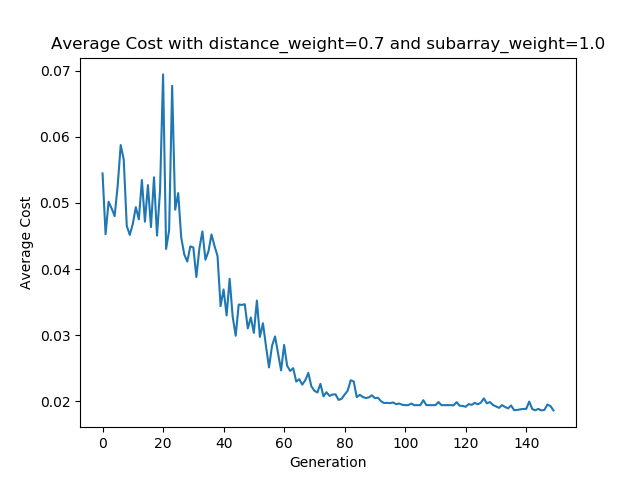 Average Cost with distance_weight=0.7 and subarray_weight=1.0
0.07
0.06
0.05
0.04
0.03
0.02
Average Cost
0 20 40 60 80 100 120 140
Generation